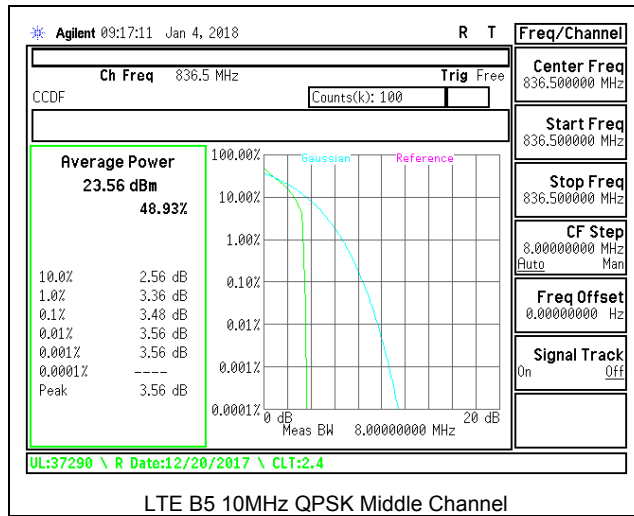 Agilent 09:17:11 Jan 4, 2018 R T
Ch Freq 836.5 MHz Trig Free
CCDF Counts(k): 100
Average Power
23.56 dBm
48.93%
10.0% 2.56 dB
1.0% 3.36 dB
0.1% 3.48 dB
0.01% 3.56 dB
0.001% 3.56 dB
0.0001% ----
Peak 3.56 dB
Gaussian Reference
100.00%
10.00%
1.00%
0.10%
0.01%
0.001%
0.0001%
0 dB 20 dB
Meas BW 8.00000000 MHz
UL:37290 \ R Date:12/20/2017 \ CLT:2.4
Freq/Channel
Center Freq
836.500000 MHz
Start Freq
836.500000 MHz
Stop Freq
836.500000 MHz
CF Step
8.00000000 MHz
Auto Man
Freq Offset
0.00000000 Hz
Signal Track
On Off
LTE B5 10MHz QPSK Middle Channel